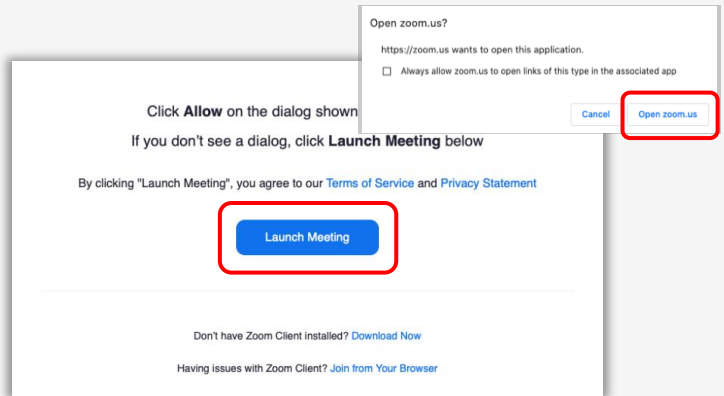 Open zoom.us?
https://zoom.us wants to open this application.
Always allow zoom.us to open links of this type in the associated app
Cancel
Open zoom.us
Click Allow on the dialog shown
If you don't see a dialog, click Launch Meeting below
By clicking "Launch Meeting", you agree to our Terms of Service and Privacy Statement
Launch Meeting
Don't have Zoom Client installed? Download Now
Having issues with Zoom Client? Join from Your Browser